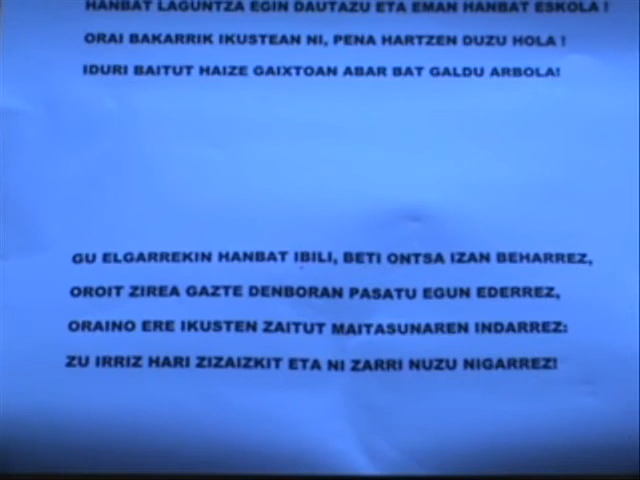 HANBAT LAGUNTZA EGIN DAUTAZU ETA EMAN HANBAT ESKOLA !
ORAI BAKARRIK IKUSTEAN NI, PENA HARTZEN DUZU HOLA !
IDURI BAITUT HAIZE GAIXTOAN ABAR BAT GALDU ARBOLA!
GU ELGARREKIN HANBAT IBILI, BETI ONTSA IZAN BEHARREZ,
OROIT ZIREA GAZTE DENBORAN PASATU EGUN EDERREZ,
ORAINO ERE IKUSTEN ZAITUT MAITASUNAREN INDARREZ:
ZU IRRIZ HARI ZIZAIZKIT ETA NI ZARRI NUZU NIGARREZ!